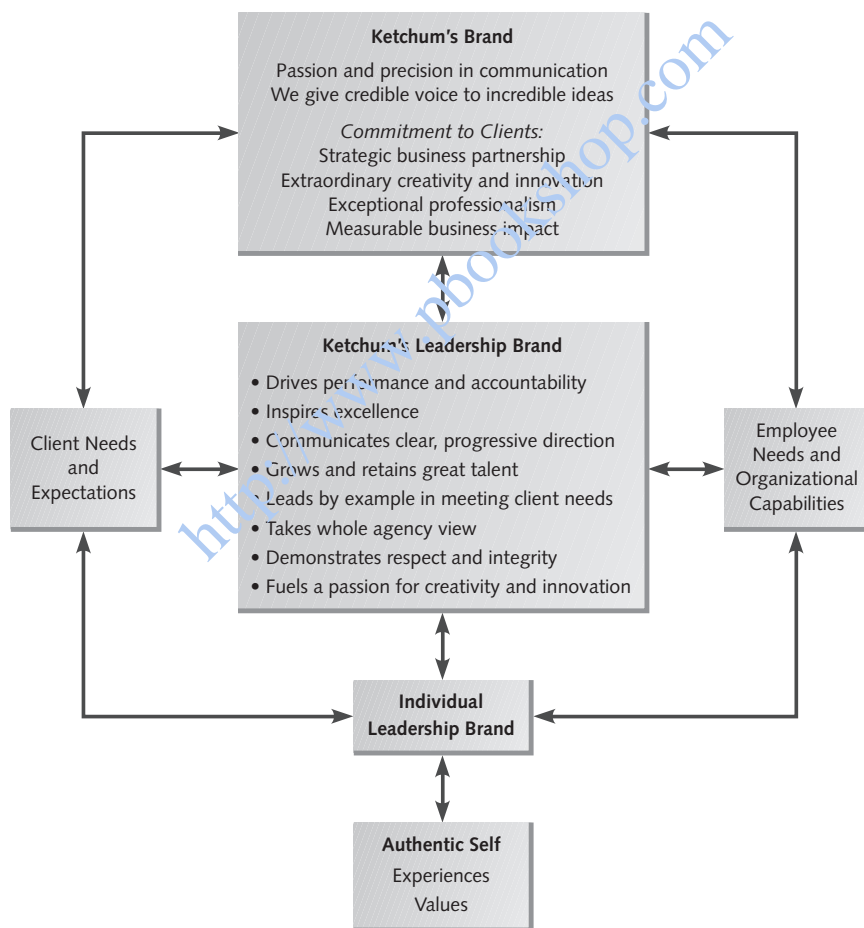 Ketchum's Brand
Passion and precision in communication
We give credible voice to incredible ideas
Commitment to Clients:
Strategic business partnership
Extraordinary creativity and innovation
Exceptional professionalism
Measurable business impact
Ketchum's Leadership Brand
• Drives performance and accountability
• Inspires excellence
• Communicates clear, progressive direction
• Grows and retains great talent
• Leads by example in meeting client needs
• Takes whole agency view
• Demonstrates respect and integrity
• Fuels a passion for creativity and innovation
Client Needs
and
Expectations
Employee
Needs and
Organizational
Capabilities
Individual
Leadership Brand
Authentic Self
Experiences
Values
http://www.pbookshop.com